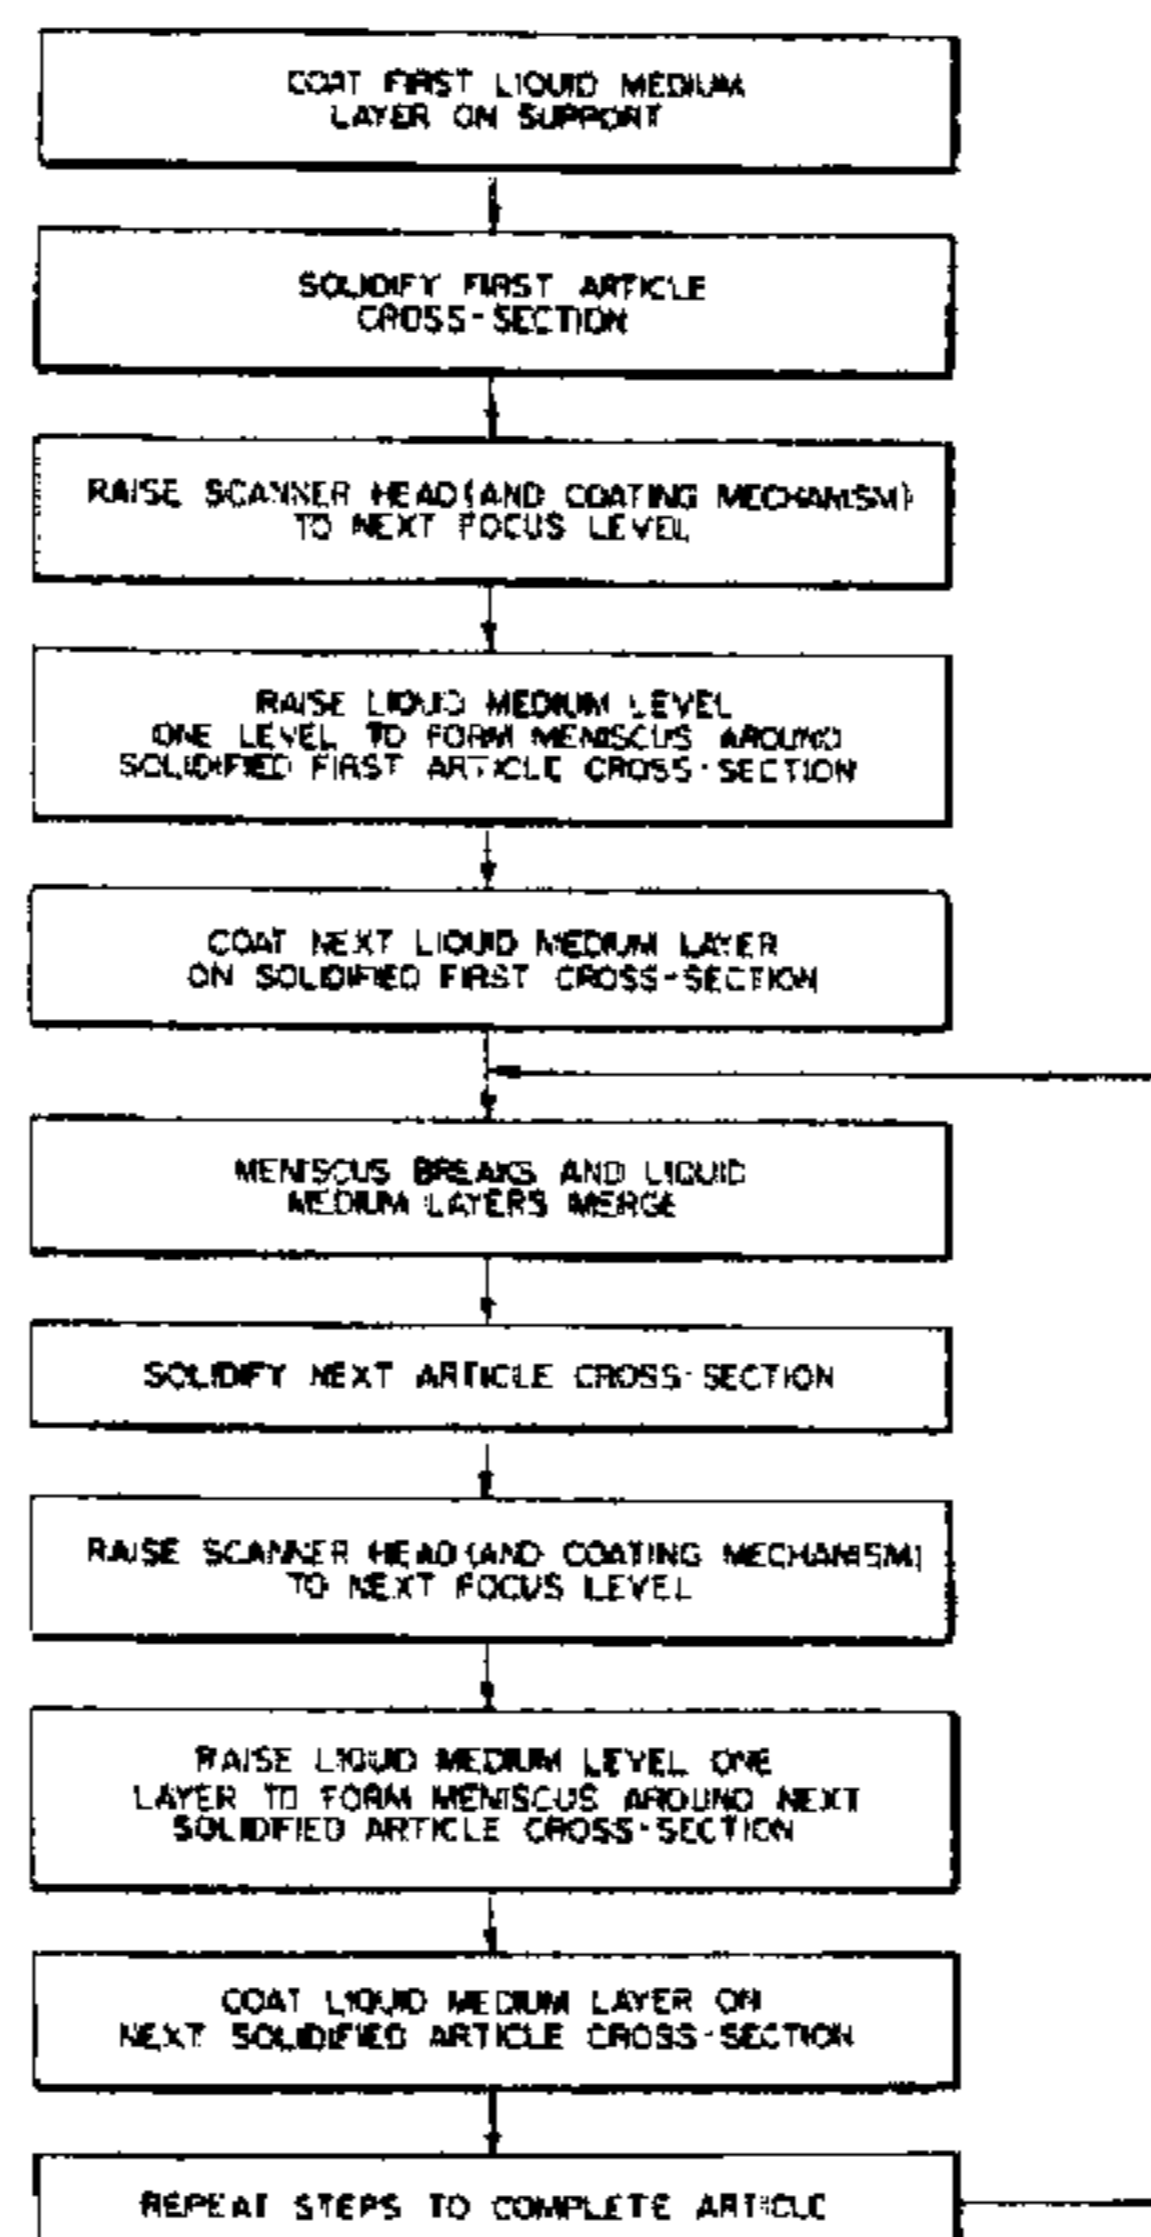 COAT FIRST LIQUID MEDIUM
LAYER ON SUPPORT
SOLIDIFY FIRST ARTICLE
CROSS-SECTION
RAISE SCANNER HEAD (AND COATING MECHANISM)
TO NEXT FOCUS LEVEL
RAISE LIQUID MEDIUM LEVEL
ONE LEVEL TO FORM MENISCUS AROUND
SOLIDIFIED FIRST ARTICLE CROSS-SECTION
COAT NEXT LIQUID MEDIUM LAYER
ON SOLIDIFIED FIRST CROSS-SECTION
MENISCUS BREAKS AND LIQUID
MEDIUM LAYERS MERGE
SOLIDIFY NEXT ARTICLE CROSS-SECTION
RAISE SCANNER HEAD (AND COATING MECHANISM)
TO NEXT FOCUS LEVEL
RAISE LIQUID MEDIUM LEVEL ONE
LAYER TO FORM MENISCUS AROUND NEXT
SOLIDIFIED ARTICLE CROSS-SECTION
COAT LIQUID MEDIUM LAYER ON
NEXT SOLIDIFIED ARTICLE CROSS-SECTION
REPEAT STEPS TO COMPLETE ARTICLE